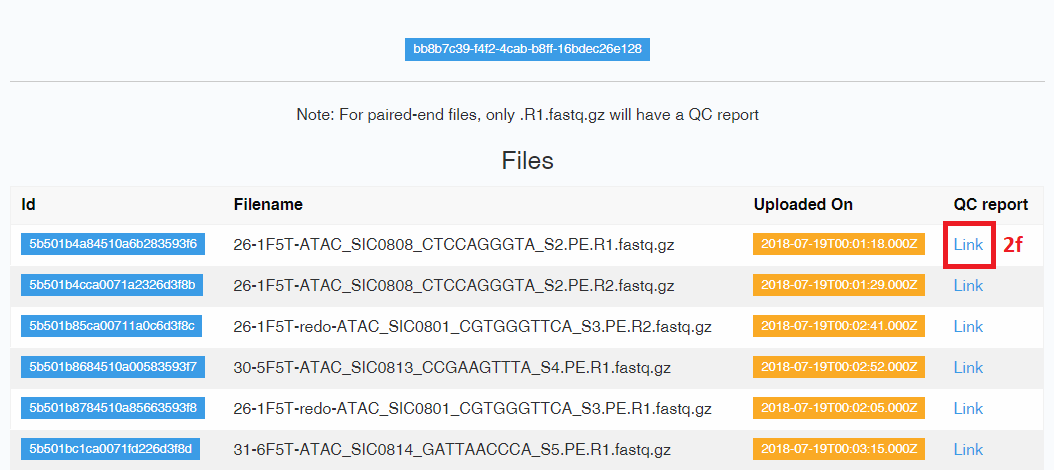 bb8b7c39-f4f2-4cab-b8ff-16bdec26e128
Note: For paired-end files, only .R1.fastq.gz will have a QC report
Files
Id Filename Uploaded On QC report
5b501b4a84510a6b283593f6 26-1F5T-ATAC_SIC0808_CTCCAGGGTA_S2.PE.R1.fastq.gz 2018-07-19T00:01:18.000Z Link 2f
5b501b4cca0071a2326d3f8b 26-1F5T-ATAC_SIC0808_CTCCAGGGTA_S2.PE.R2.fastq.gz 2018-07-19T00:01:29.000Z Link
5b501b85ca00711a0c6d3f8c 26-1F5T-redo-ATAC_SIC0801_CGTGGGTTCA_S3.PE.R2.fastq.gz 2018-07-19T00:02:41.000Z Link
5b501b8684510a00583593f7 30-5F5T-ATAC_SIC0813_CCGAAGTTTA_S4.PE.R1.fastq.gz 2018-07-19T00:02:52.000Z Link
5b501b8784510a85663593f8 26-1F5T-redo-ATAC_SIC0801_CGTGGGTTCA_S3.PE.R1.fastq.gz 2018-07-19T00:02:05.000Z Link
5b501bc1ca0071fd226d3f8d 31-6F5T-ATAC_SIC0814_GATTAACCCA_S5.PE.R1.fastq.gz 2018-07-19T00:03:15.000Z Link